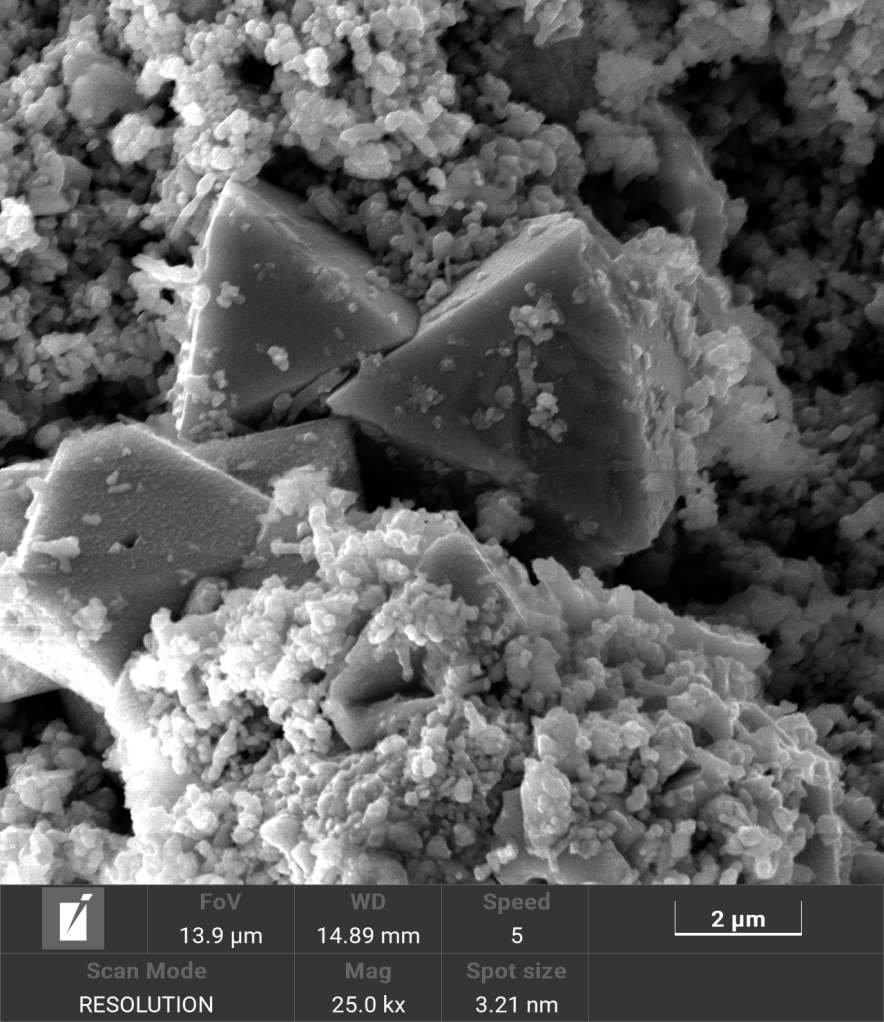 FoV
WD
Speed
13.9 µm
14.89 mm
5
2 µm
Scan Mode
Mag
Spot size
RESOLUTION
25.0 kx
3.21 nm